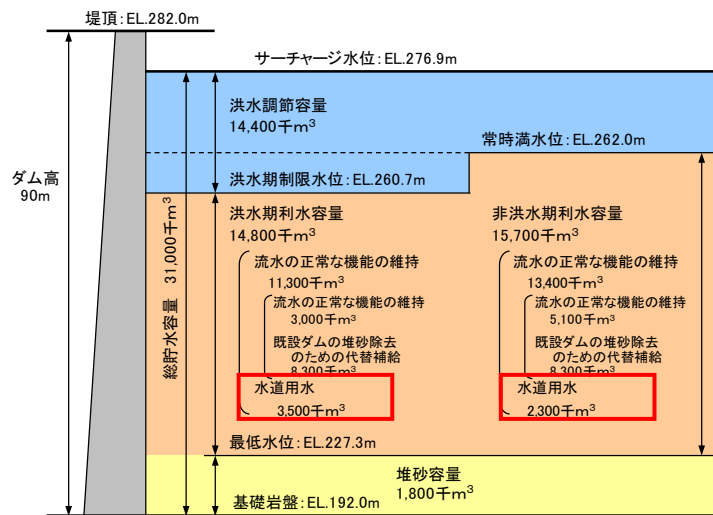 堤頂：EL.282.0m
サーチャージ水位：EL.276.9m
洪水調節容量
14,400千m³
常時満水位：EL.262.0m
洪水期制限水位：EL.260.7m
ダム高
90m
総貯水容量 31,000千m³
洪水期利水容量
14,800千m³
流水の正常な機能の維持
11,300千m³
流水の正常な機能の維持
3,000千m³
既設ダムの堆砂除去
のための代替補給
8,300千m³
水道用水
3,500千m³
非洪水期利水容量
15,700千m³
流水の正常な機能の維持
13,400千m³
流水の正常な機能の維持
5,100千m³
既設ダムの堆砂除去
のための代替補給
8,300千m³
水道用水
2,300千m³
最低水位：EL.227.3m
堆砂容量
1,800千m³
基礎岩盤：EL.192.0m